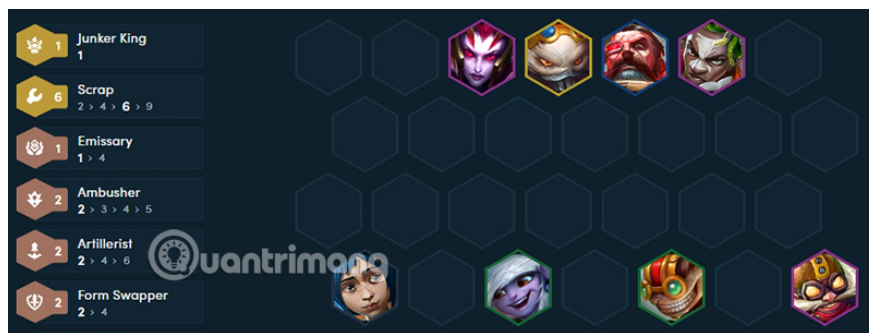 1 Junker King
1
6 Scrap
2 > 4 > 6 > 9
1 Emissary
1 > 4
2 Ambusher
2 > 3 > 4 > 5
2 Artillerist
2 > 4 > 6
Quantrimang
2 Form Swapper
2 > 4